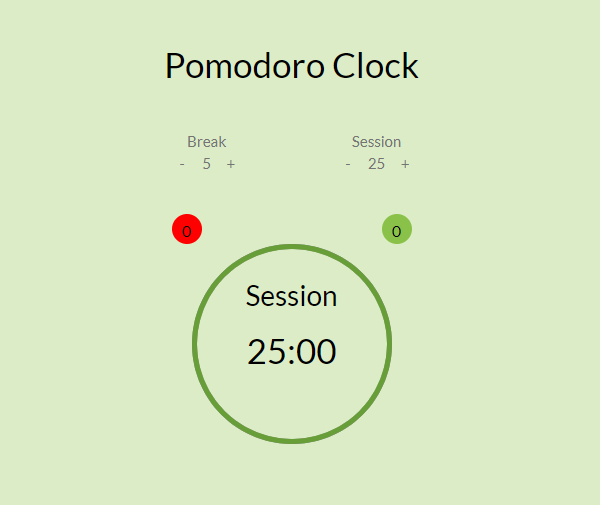 Pomodoro Clock
Break Session
- 5 + - 25 +
0 0
Session
25:00